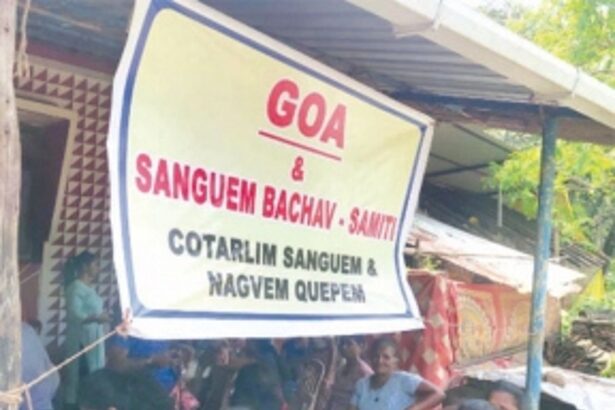 GOA
&
SANGUEM BACHAV - SAMITI
COTARLIM SANGUEM &
NAGVEM QUEPEM